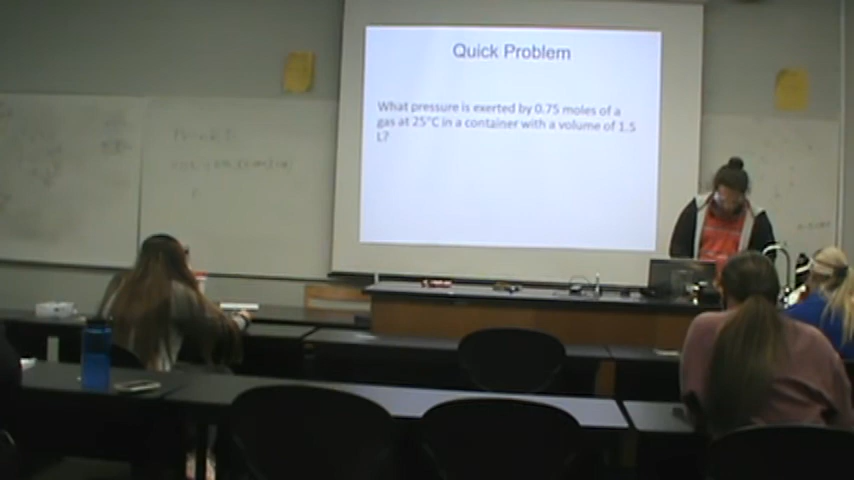 Quick Problem
What pressure is exerted by 0.75 moles of a
gas at 25°C in a container with a volume of 1.5
L?